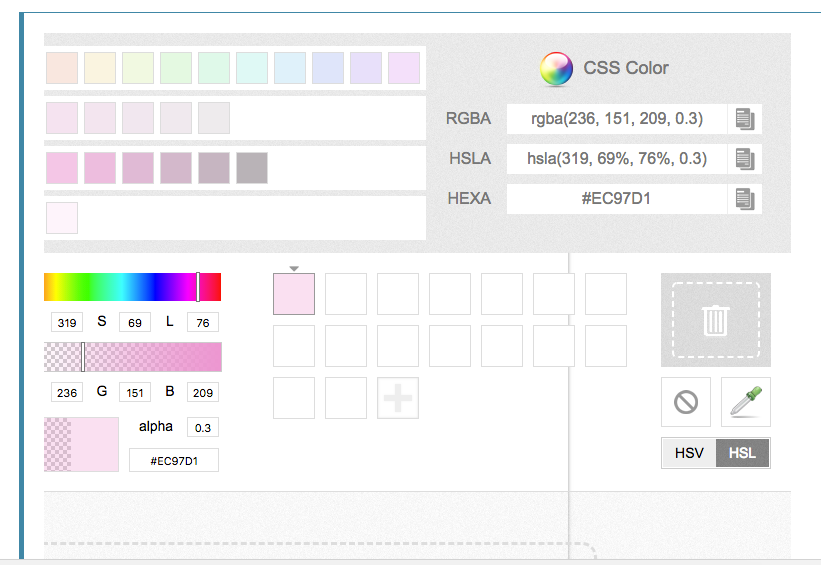 CSS Color
RGBA rgba(236, 151, 209, 0.3)
HSLA hsla(319, 69%, 76%, 0.3)
HEXA #EC97D1
319 S 69 L 76
236 G 151 B 209
alpha 0.3
#EC97D1
HSV HSL